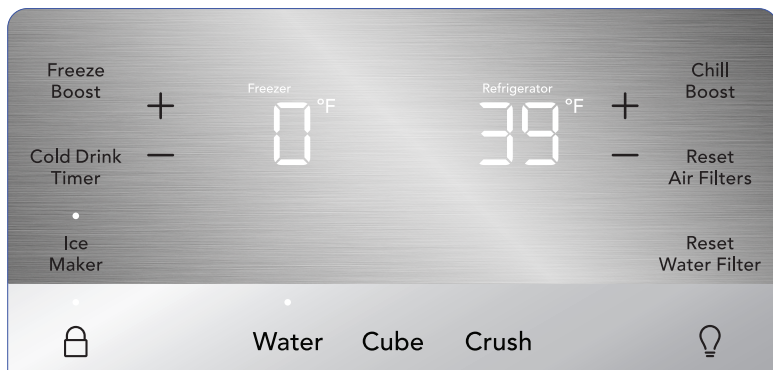 Freeze
Boost
+
Freezer
0 °F
Refrigerator
39 °F
+
Chill
Boost
Cold Drink
Timer
−
−
Reset
Air Filters
Ice
Maker
Reset
Water Filter
Water
Cube
Crush